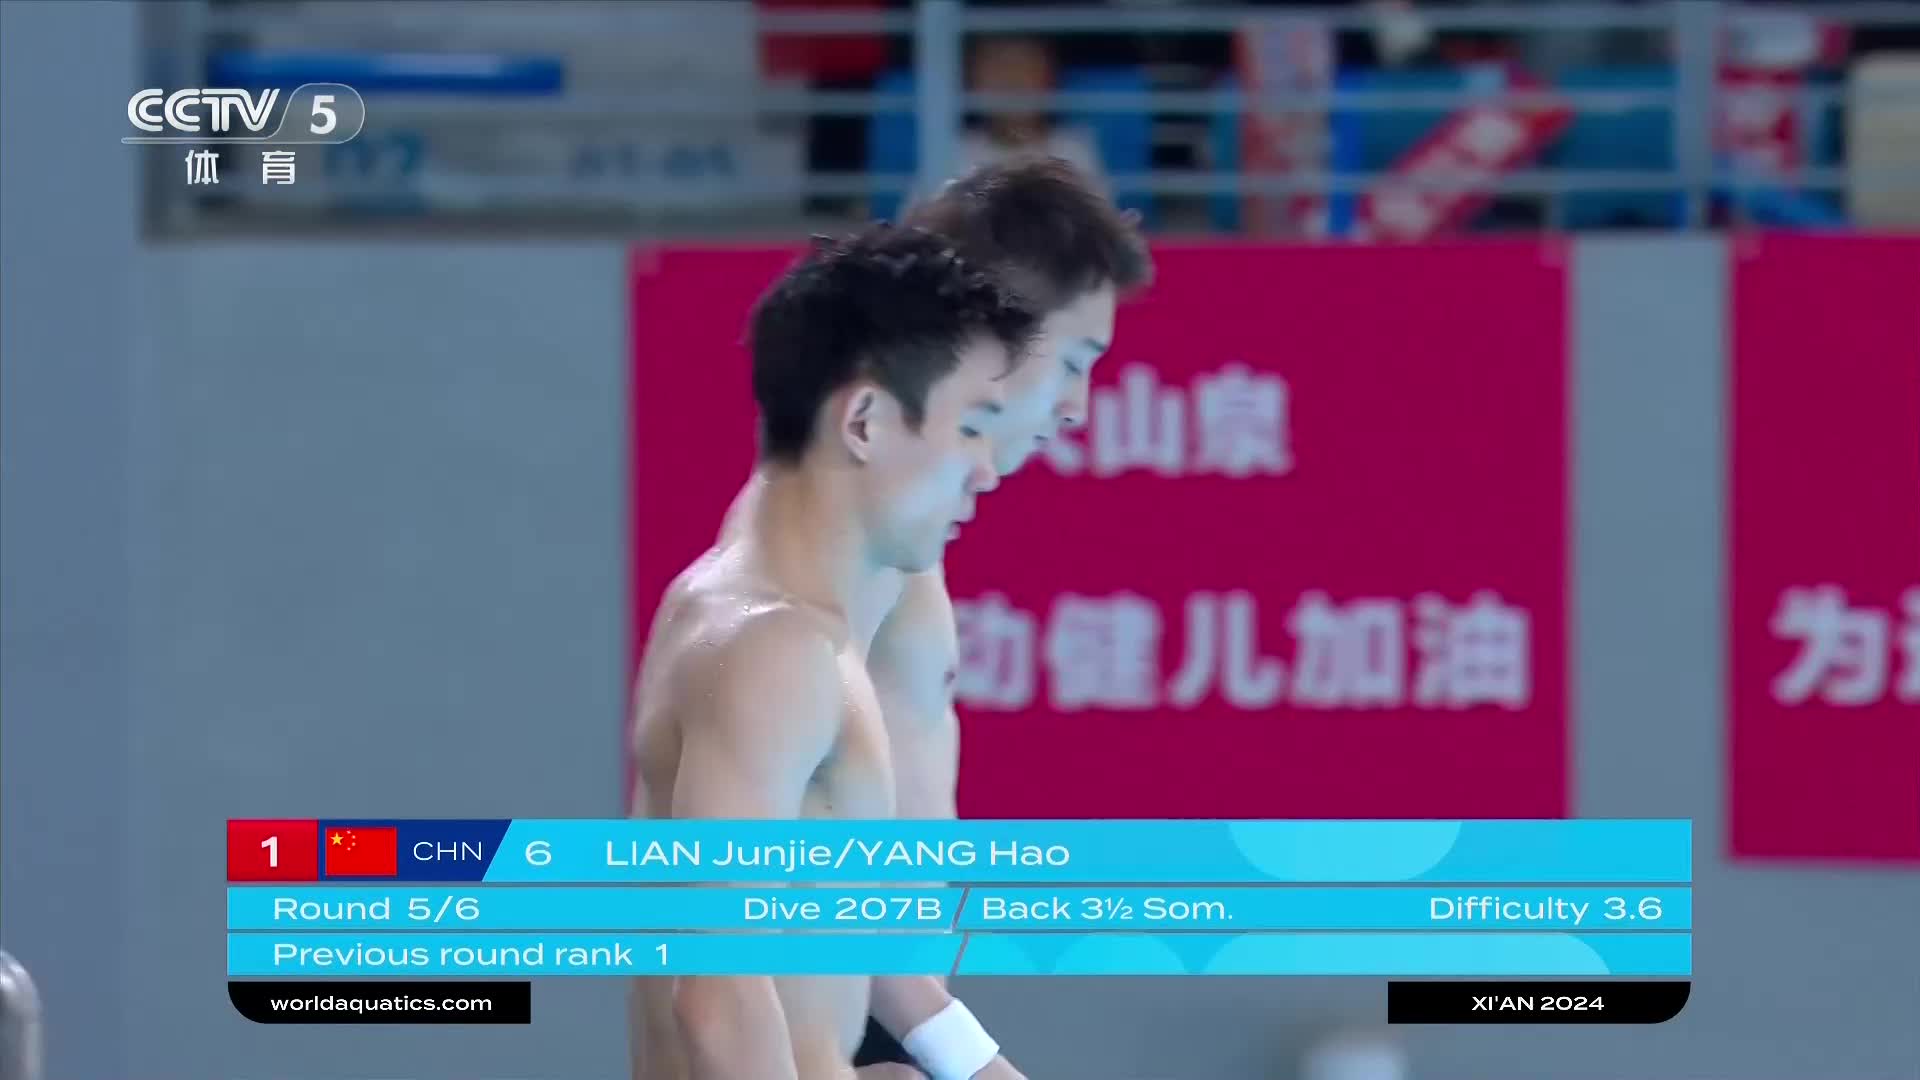 CCTV 5
体育
山泉
动健儿加油
为
1 CHN 6 LIAN Junjie/YANG Hao
Round 5/6 Dive 207B Back 3½ Som. Difficulty 3.6
Previous round rank 1
worldaquatics.com XI'AN 2024